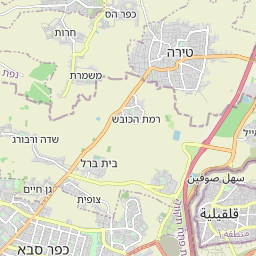 כפר הס
חרות
טירה
משמרת
רמת הכובש
שדה ורבורג
בית ברל
סהל סופין
גן חיים
צופית
קלקיליה
כפר סבא